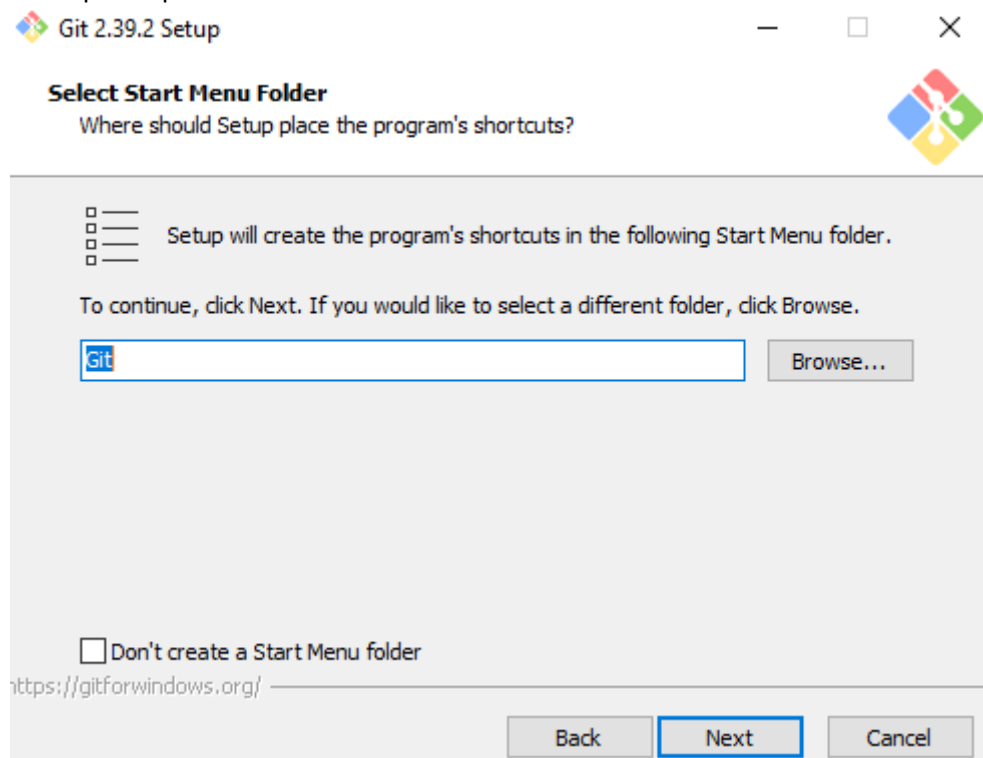 Git 2.39.2 Setup
Select Start Menu Folder
Where should Setup place the program's shortcuts?
Setup will create the program's shortcuts in the following Start Menu folder.
To continue, click Next. If you would like to select a different folder, click Browse.
Git
Browse...
Don't create a Start Menu folder
https://gitforwindows.org/
Back
Next
Cancel